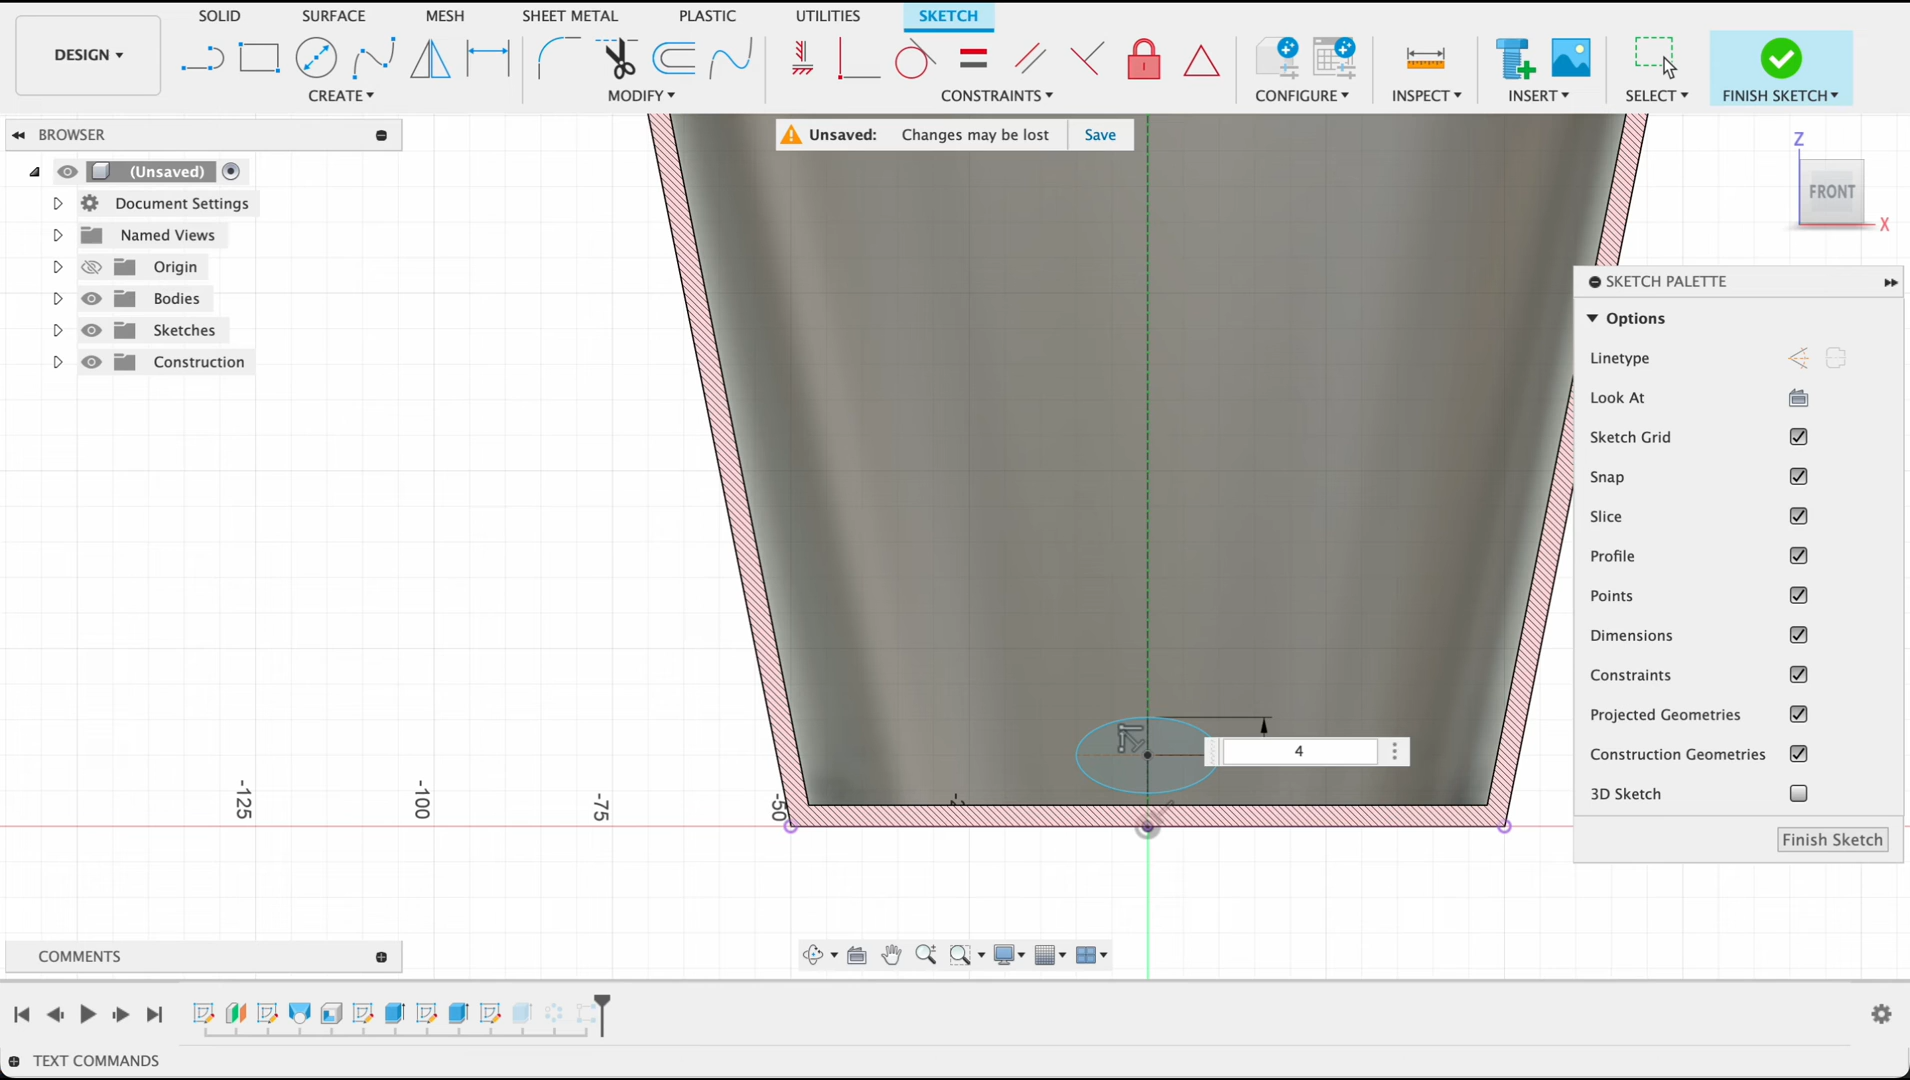 SOLID SURFACE MESH SHEET METAL PLASTIC UTILITIES SKETCH
DESIGN
CREATE MODIFY CONSTRAINTS CONFIGURE INSPECT INSERT SELECT FINISH SKETCH
BROWSER
Unsaved: Changes may be lost Save
(Unsaved)
Document Settings
Named Views
Origin
Bodies
Sketches
Construction
Z
FRONT
X
SKETCH PALETTE
Options
Linetype
Look At
Sketch Grid
Snap
Slice
Profile
Points
Dimensions
Constraints
Projected Geometries
Construction Geometries
3D Sketch
Finish Sketch
4
-125
-100
-75
-50
COMMENTS
TEXT COMMANDS